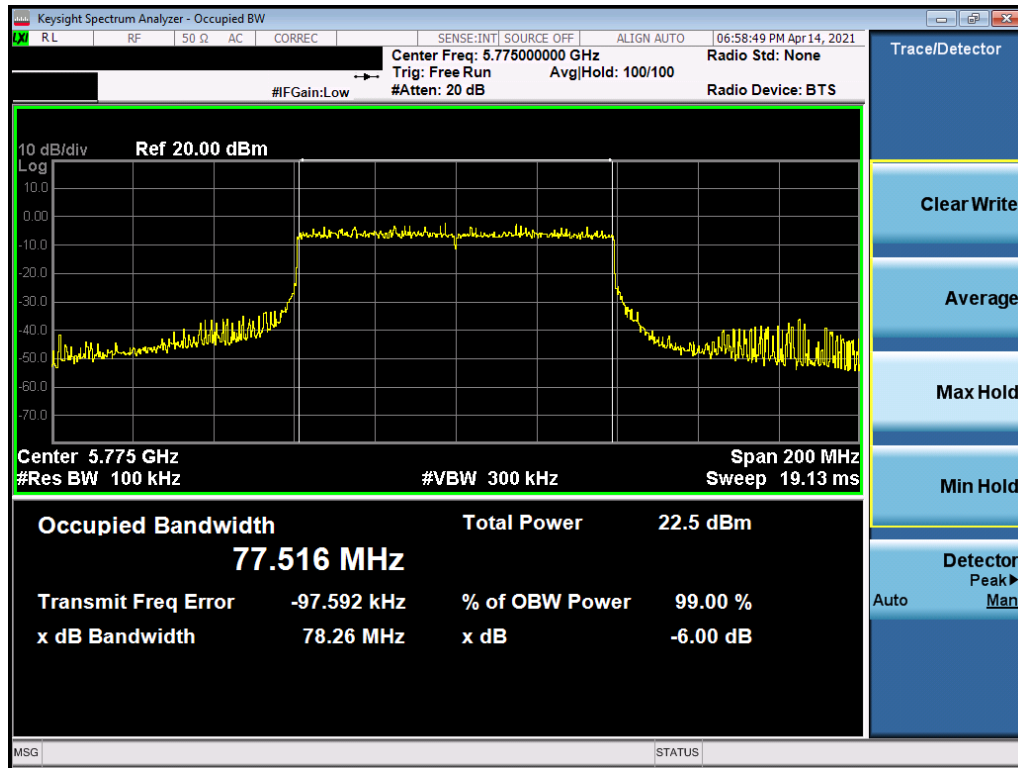 Keysight Spectrum Analyzer - Occupied BW
LXI RL RF 50 Ω AC CORREC SENSE:INT SOURCE OFF ALIGN AUTO 06:58:49 PM Apr 14, 2021
Center Freq: 5.775000000 GHz Radio Std: None
Trig: Free Run Avg|Hold: 100/100
#IFGain:Low #Atten: 20 dB Radio Device: BTS
Trace/Detector
10 dB/div Ref 20.00 dBm
Log
10.0
0.00
-10.0
-20.0
-30.0
-40.0
-50.0
-60.0
-70.0
Center 5.775 GHz Span 200 MHz
#Res BW 100 kHz #VBW 300 kHz Sweep 19.13 ms
Occupied Bandwidth Total Power 22.5 dBm
77.516 MHz
Transmit Freq Error -97.592 kHz % of OBW Power 99.00 %
x dB Bandwidth 78.26 MHz x dB -6.00 dB
Clear Write
Average
Max Hold
Min Hold
Detector
Peak▶
Auto Man
MSG STATUS